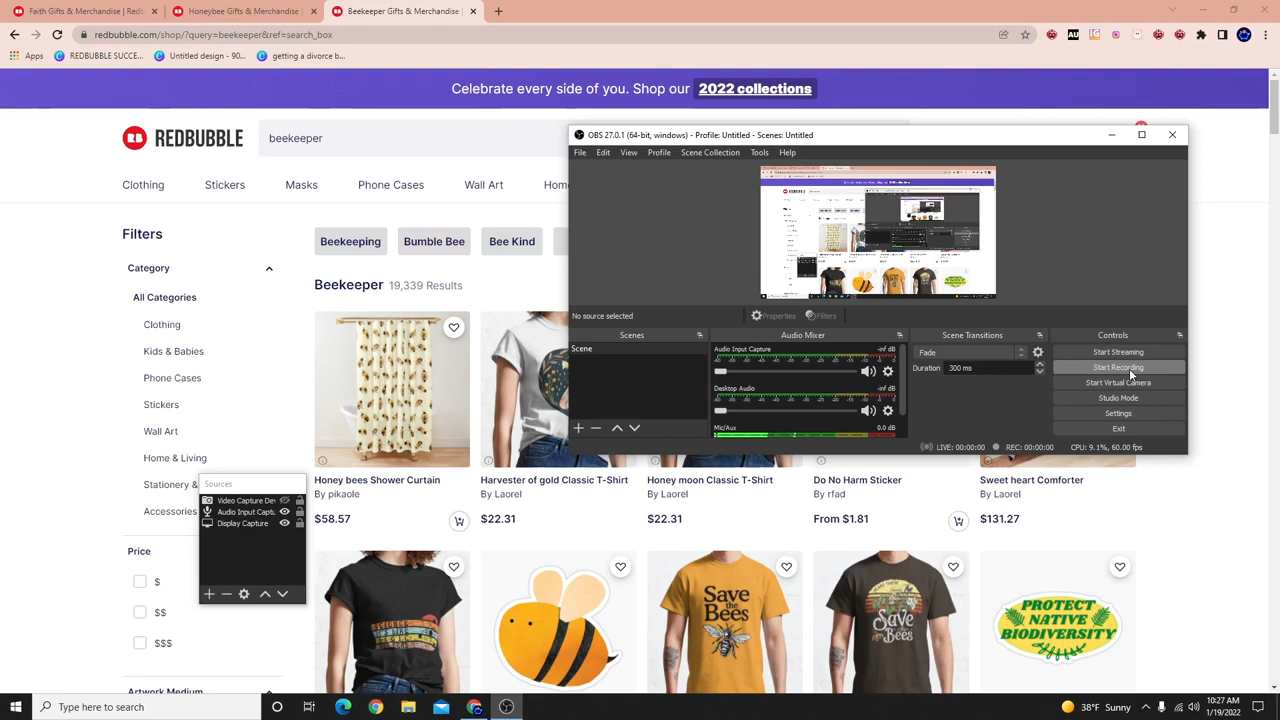 Faith Gifts & Merchandise | Redb
Honeybee Gifts & Merchandise |
Beekeeper Gifts & Merchandise |
redbubble.com/shop/?query=beekeeper&ref=search_box
Apps
REDBUBBLE SUCCE...
Untitled design - 90...
getting a divorce b...
Celebrate every side of you. Shop our 2022 collections
REDBUBBLE
beekeeper
Clothing
Stickers
Masks
Phone Cases
Wall Art
OBS 27.0.1 (64-bit, windows) - Profile: Untitled - Scenes: Untitled
File Edit View Profile Scene Collection Tools Help
Filters
Category
All Categories
Clothing
Kids & Babies
Phone Cases
Stickers
Wall Art
Home & Living
Stationery &
Accessories
Price
$
$$
$$$
Artwork Medium
Beekeeping
Bumble Bee
Bee Kind
Beekeeper 19,339 Results
No source selected
Properties
Filters
Scenes
Scene
Audio Mixer
Audio Input Capture -inf dB
Desktop Audio -inf dB
Mic/Aux 0.0 dB
Scene Transitions
Fade
Duration 300 ms
Controls
Start Streaming
Start Recording
Start Virtual Camera
Studio Mode
Settings
Exit
LIVE: 00:00:00
REC: 00:00:00
CPU: 9.1%, 60.00 fps
Sources
Video Capture De
Audio Input Captu
Display Capture
Honey bees Shower Curtain
By pikaole
$58.57
Harvester of gold Classic T-Shirt
By Laorel
$22.31
Honey moon Classic T-Shirt
By Laorel
$22.31
Do No Harm Sticker
By rfad
From $1.81
Sweet heart Comforter
By Laorel
$131.27
Save
the
Bees
Save
Bees
PROTECT
NATIVE
BIODIVERSITY
Type here to search
38°F Sunny
10:27 AM
1/19/2022